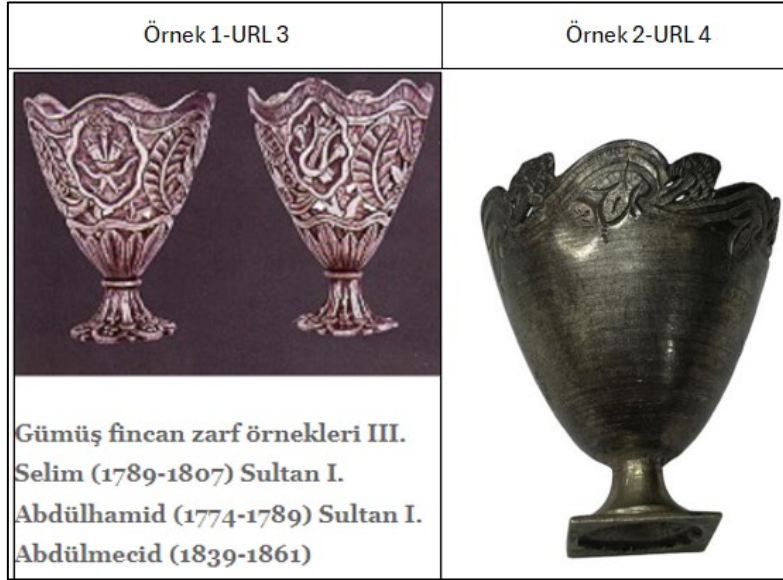 Örnek 1-URL 3
Örnek 2-URL 4
Gümüş fincan zarf örnekleri III.
Selim (1789-1807) Sultan I.
Abdülhamid (1774-1789) Sultan I.
Abdülmecid (1839-1861)